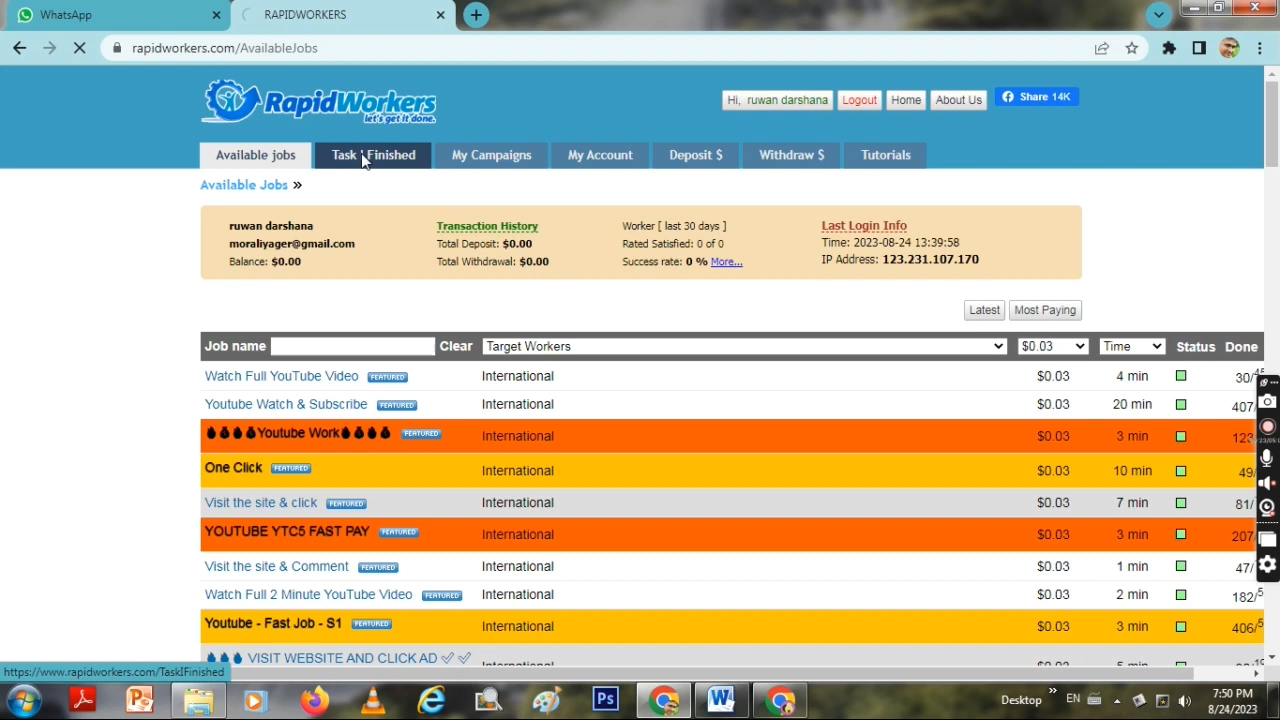 WhatsApp
RAPIDWORKERS
rapidworkers.com/AvailableJobs
RapidWorkers
let's get it done.
Hi, ruwan darshana Logout Home About Us Share 14K
Available jobs Task I Finished My Campaigns My Account Deposit $ Withdraw $ Tutorials
Available Jobs »
ruwan darshana Transaction History Worker [ last 30 days ] Last Login Info
moraliyager@gmail.com Total Deposit: $0.00 Rated Satisfied: 0 of 0 Time: 2023-08-24 13:39:58
Balance: $0.00 Total Withdrawal: $0.00 Success rate: 0 % More... IP Address: 123.231.107.170
Latest Most Paying
Job name Clear Target Workers $0.03 Time Status Done
Watch Full YouTube Video FEATURED International $0.03 4 min 30/
Youtube Watch & Subscribe FEATURED International $0.03 20 min 407/
Youtube Work FEATURED International $0.03 3 min
One Click FEATURED International $0.03 10 min 49/
Visit the site & click FEATURED International $0.03 7 min 81/
YOUTUBE YTC5 FAST PAY FEATURED International $0.03 3 min 207/
Visit the site & Comment FEATURED International $0.03 1 min 47/
Watch Full 2 Minute YouTube Video FEATURED International $0.03 2 min 182/
Youtube - Fast Job - S1 FEATURED International $0.03 3 min 406/
VISIT WEBSITE AND CLICK AD
https://www.rapidworkers.com/TaskIFinished
Ps W Desktop EN 7:50 PM
8/24/2023